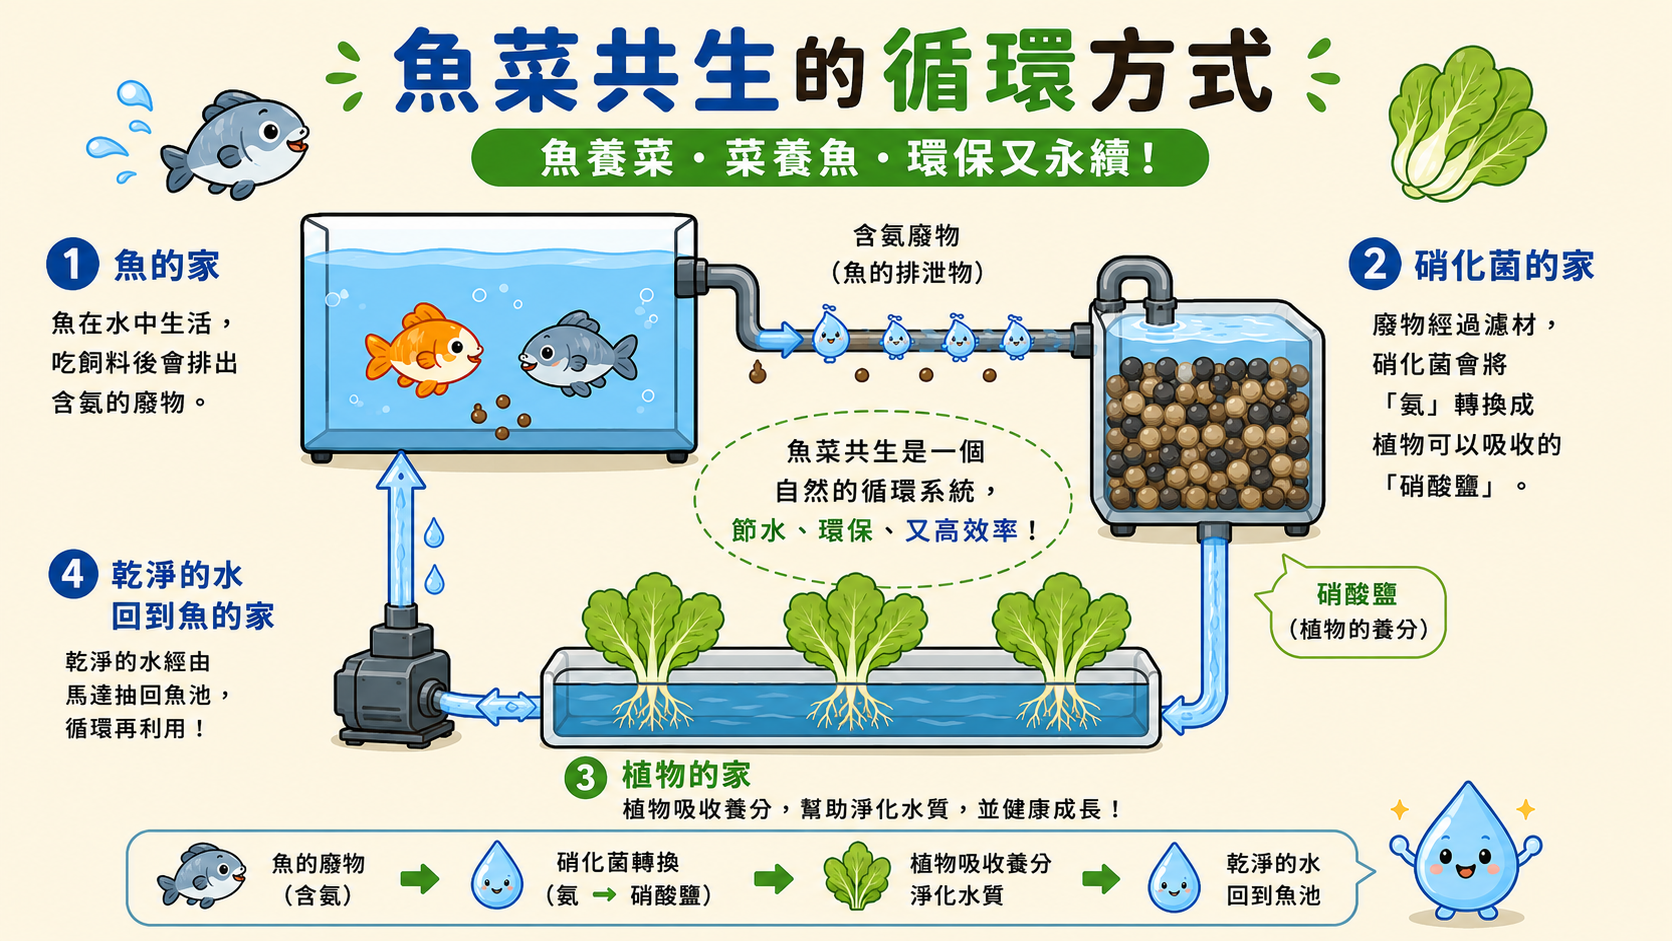 魚菜共生的循環方式
魚養菜・菜養魚・環保又永續！
1 魚的家
魚在水中生活，
吃飼料後會排出
含氨的廢物。
含氨廢物
（魚的排泄物）
2 硝化菌的家
廢物經過濾材，
硝化菌會將
「氨」轉換成
植物可以吸收的
「硝酸鹽」。
魚菜共生是一個
自然的循環系統，
節水、環保、又高效率！
硝酸鹽
（植物的養分）
3 植物的家
植物吸收養分，幫助淨化水質，並健康成長！
4 乾淨的水
回到魚的家
乾淨的水經由
馬達抽回魚池，
循環再利用！
魚的廢物
（含氨）
硝化菌轉換
（氨 → 硝酸鹽）
植物吸收養分
淨化水質
乾淨的水
回到魚池